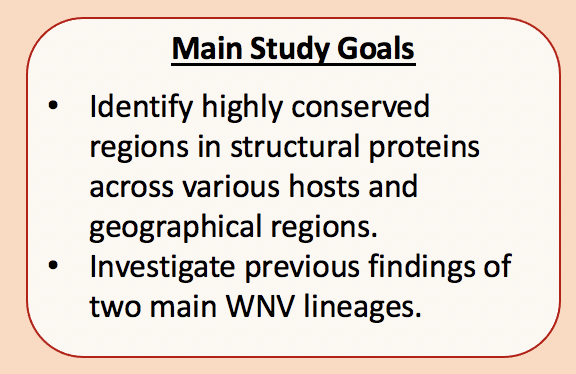 Main Study Goals
• Identify highly conserved
regions in structural proteins
across various hosts and
geographical regions.
• Investigate previous findings of
two main WNV lineages.